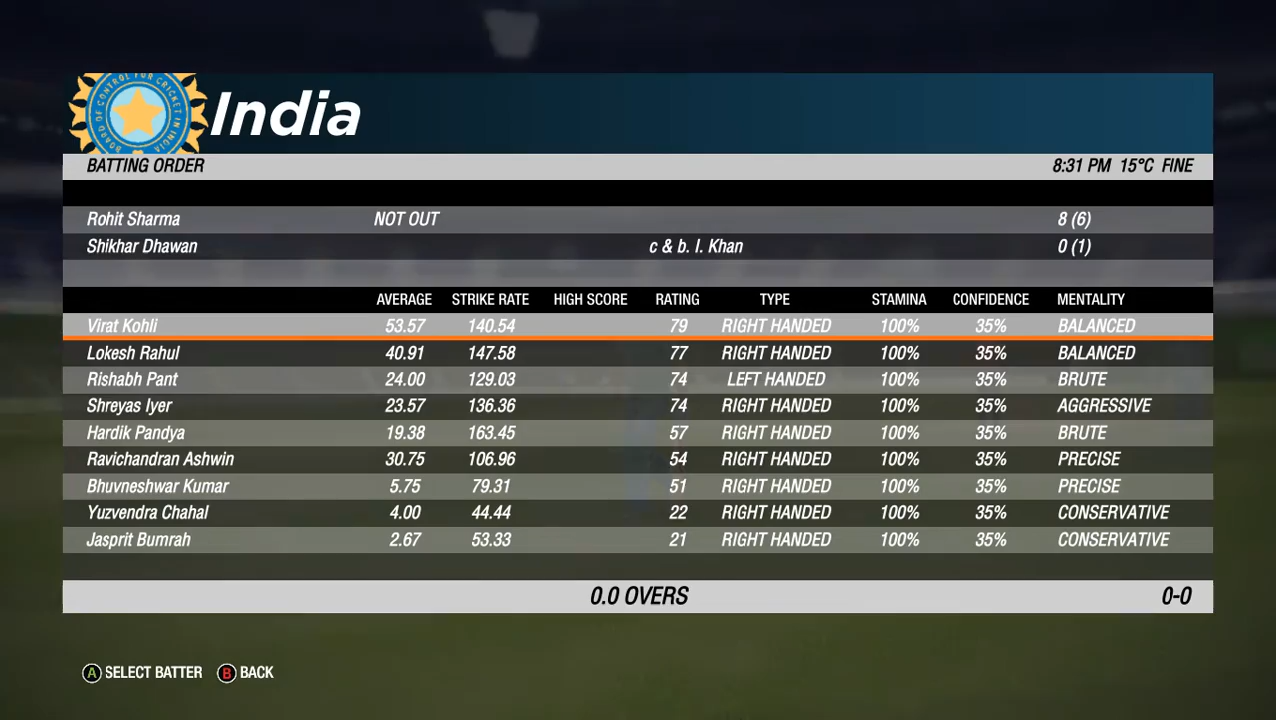 BOARD OF CONTROL FOR CRICKET IN INDIA
India
BATTING ORDER 8:31 PM 15°C FINE
Rohit Sharma NOT OUT 8 (6)
Shikhar Dhawan c & b. I. Khan 0 (1)
AVERAGE STRIKE RATE HIGH SCORE RATING TYPE STAMINA CONFIDENCE MENTALITY
Virat Kohli 53.57 140.54 79 RIGHT HANDED 100% 35% BALANCED
Lokesh Rahul 40.91 147.58 77 RIGHT HANDED 100% 35% BALANCED
Rishabh Pant 24.00 129.03 74 LEFT HANDED 100% 35% BRUTE
Shreyas Iyer 23.57 136.36 74 RIGHT HANDED 100% 35% AGGRESSIVE
Hardik Pandya 19.38 163.45 57 RIGHT HANDED 100% 35% BRUTE
Ravichandran Ashwin 30.75 106.96 54 RIGHT HANDED 100% 35% PRECISE
Bhuvneshwar Kumar 5.75 79.31 51 RIGHT HANDED 100% 35% PRECISE
Yuzvendra Chahal 4.00 44.44 22 RIGHT HANDED 100% 35% CONSERVATIVE
Jasprit Bumrah 2.67 53.33 21 RIGHT HANDED 100% 35% CONSERVATIVE
0.0 OVERS 0-0
A SELECT BATTER B BACK